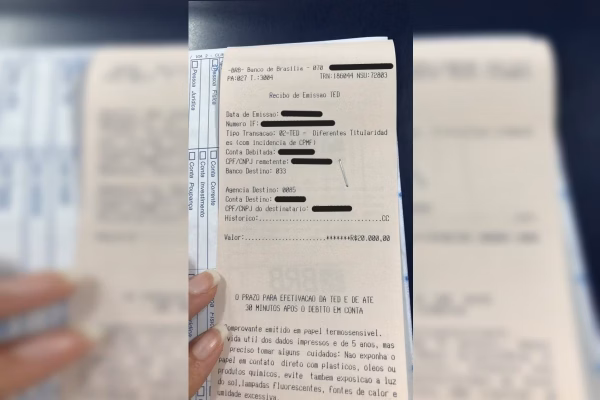 -BRB- Banco de Brasilia - 070
PA:027 T.:3004 TRN:186044 NSU:72003
Recibo de Emissao TED
Data de Emissao:
Numero IF:
Tipo Transacao: 02-TED - Diferentes Titularidad
es (com incidencia de CPMF)
Conta Debitada:
CPF/CNPJ remetente:
Banco Destino: 033
Agencia Destino: 0085
Conta Destino:
CPF/CNPJ do destinatario:
Historico:..................................CC
Valor:......................*******R$20.000,00
O PRAZO PARA EFETIVACAO DA TED E DE ATE
30 MINUTOS APOS O DEBITO EM CONTA
omprovante emitido em papel termossensivel.
vida util dos dados impressos e de 5 anos, mas
preciso tomar alguns cuidados: Nao exponha o
papel em contato direto com plasticos, oleos ou
produtos quimicos, evite tambem exposicao a luz
do sol,lampadas fluorescentes, fontes de calor e
umidade excessiva.
Pessoa Juridica
Pessoa Fisica
Conta Poupança
Conta Investimento
Conta Corrente